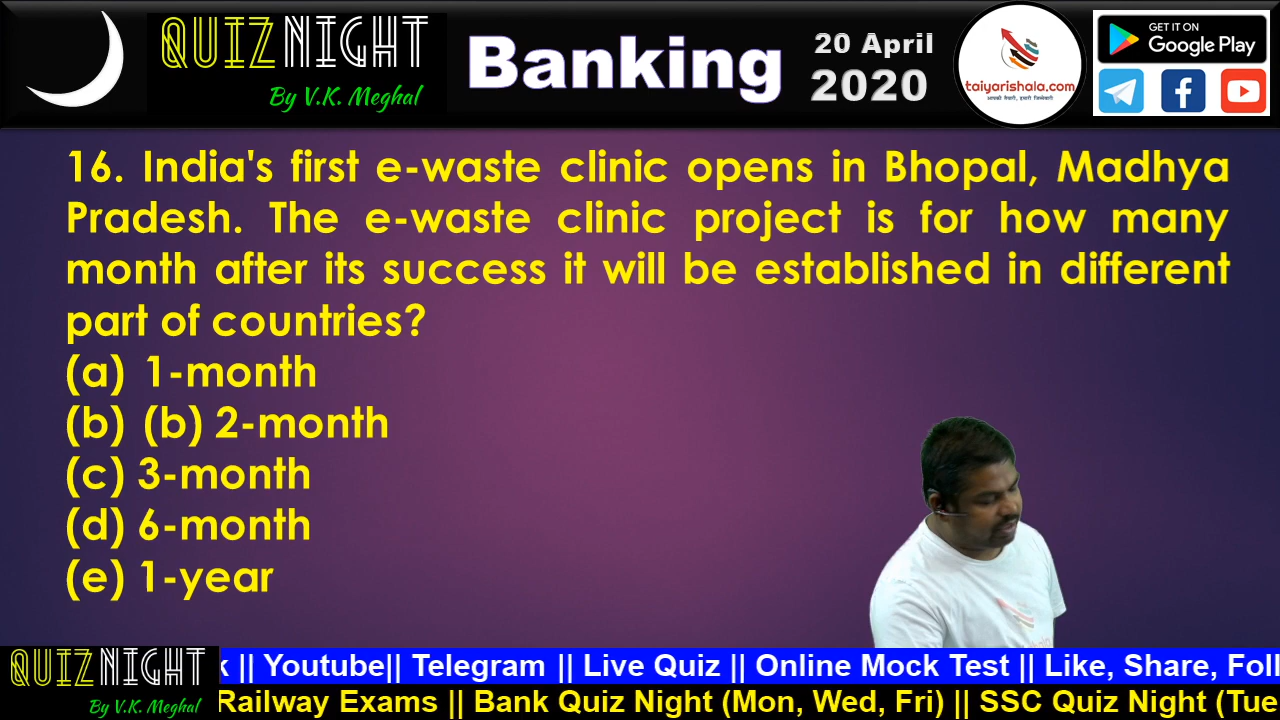 QUIZ NIGHT
By V.K. Meghal
Banking
20 April
2020
taiyarishala.com
आपकी तैयारी, हमारी जिम्मेदारी
GET IT ON
Google Play
16. India's first e-waste clinic opens in Bhopal, Madhya
Pradesh. The e-waste clinic project is for how many
month after its success it will be established in different
part of countries?
(a) 1-month
(b) (b) 2-month
(c) 3-month
(d) 6-month
(e) 1-year
QUIZ NIGHT
By V.K. Meghal
k || Youtube|| Telegram || Live Quiz || Online Mock Test || Like, Share, Foll
Railway Exams || Bank Quiz Night (Mon, Wed, Fri) || SSC Quiz Night (Tue